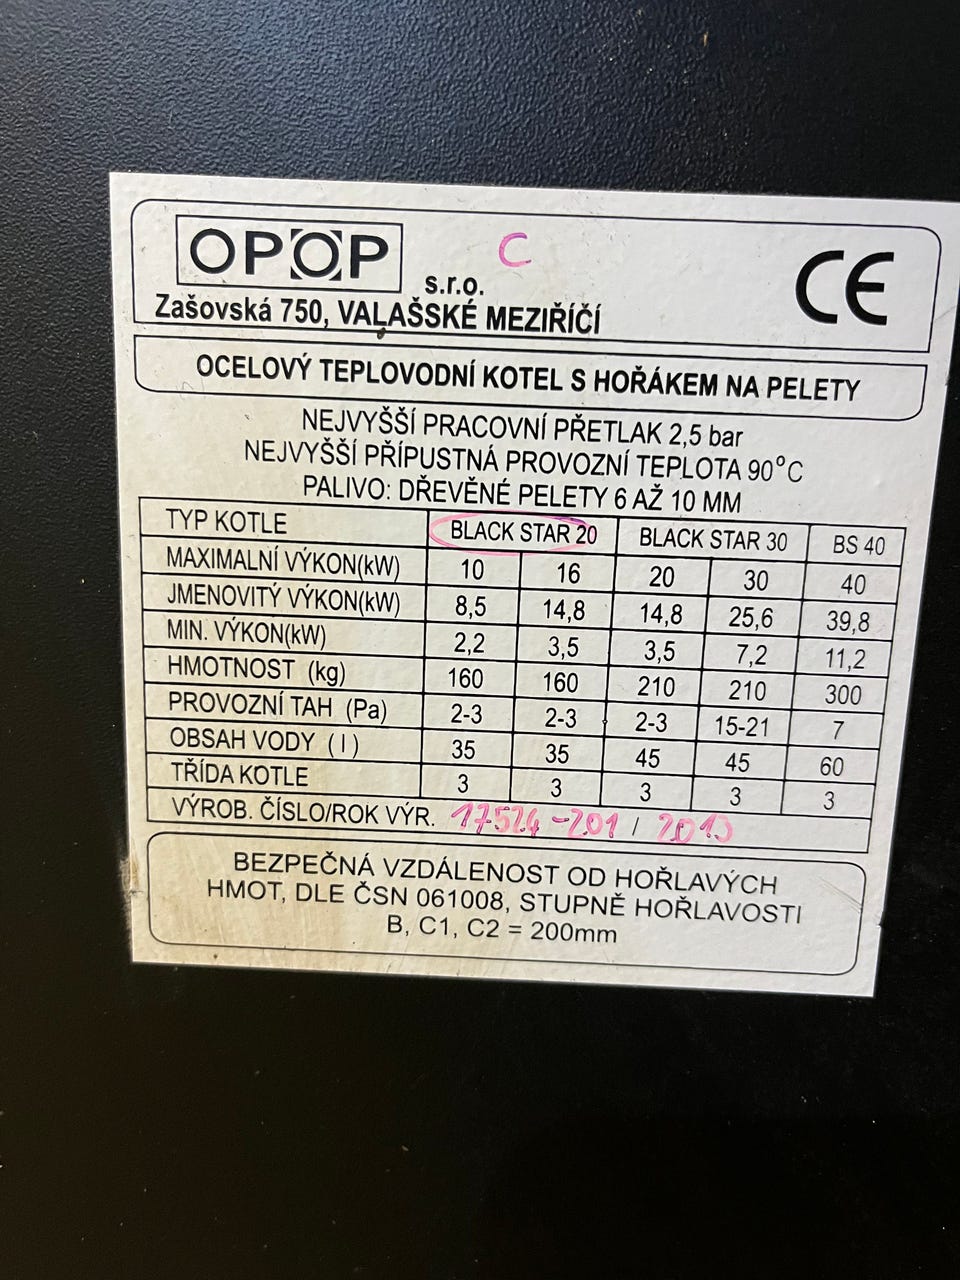 OPOP
C
s.r.o.
CE
Zašovská 750, VALAŠSKÉ MEZIŘÍČÍ
OCELOVÝ TEPLOVODNÍ KOTEL S HOŘÁKEM NA PELETY
NEJVYŠŠÍ PRACOVNÍ PŘETLAK 2,5 bar
NEJVYŠŠÍ PŘÍPUSTNÁ PROVOZNÍ TEPLOTA 90°C
PALIVO: DŘEVĚNÉ PELETY 6 AŽ 10 MM
TYP KOTLE BLACK STAR 20 BLACK STAR 30 BS 40
MAXIMALNÍ VÝKON(kW) 10 16 20 30 40
JMENOVITÝ VÝKON(kW) 8,5 14,8 14,8 25,6 39,8
MIN. VÝKON(kW) 2,2 3,5 3,5 7,2 11,2
HMOTNOST (kg) 160 160 210 210 300
PROVOZNÍ TAH (Pa) 2-3 2-3 2-3 15-21 7
OBSAH VODY (l) 35 35 45 45 60
TŘÍDA KOTLE 3 3 3 3 3
VÝROB. ČÍSLO/ROK VÝR. 17524-201 / 2013
BEZPEČNÁ VZDÁLENOST OD HOŘLAVÝCH
HMOT, DLE ČSN 061008, STUPNĚ HOŘLAVOSTI
B, C1, C2 = 200mm